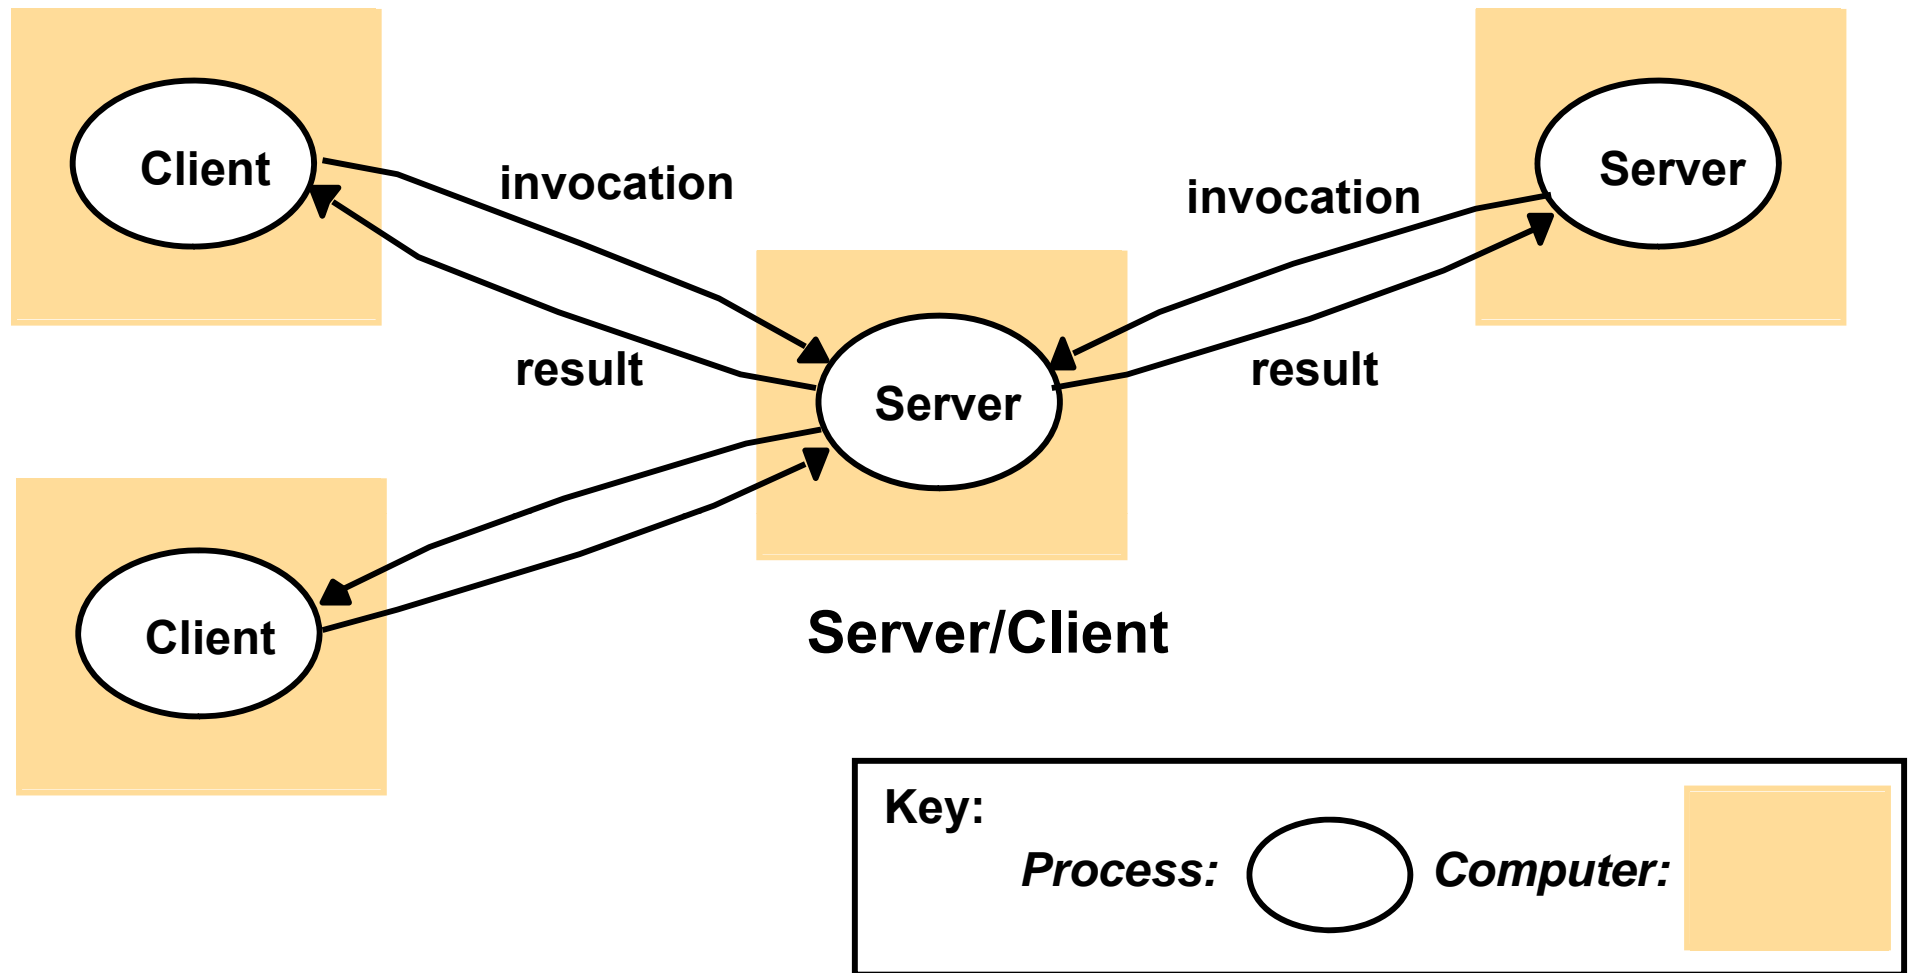 Client
invocation
result
Server
invocation
result
Server
Client
Server/Client
Key:
Process:
Computer: